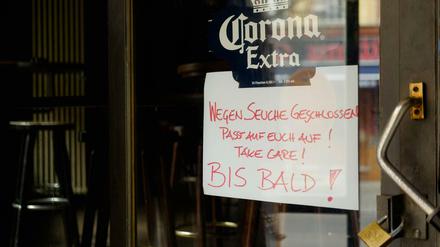 Corona
Extra
WEGEN SEUCHE GESCHLOSSEN
PASST AUF EUCH AUF!
TAKE CARE!
BIS BALD!